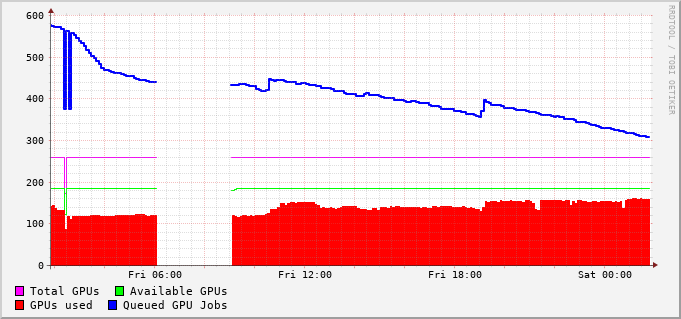 600
500
400
300
200
100
0
Fri 06:00 Fri 12:00 Fri 18:00 Sat 00:00
Total GPUs Available GPUs
GPUs used Queued GPU Jobs
RRDTOOL / TOBI OETIKER